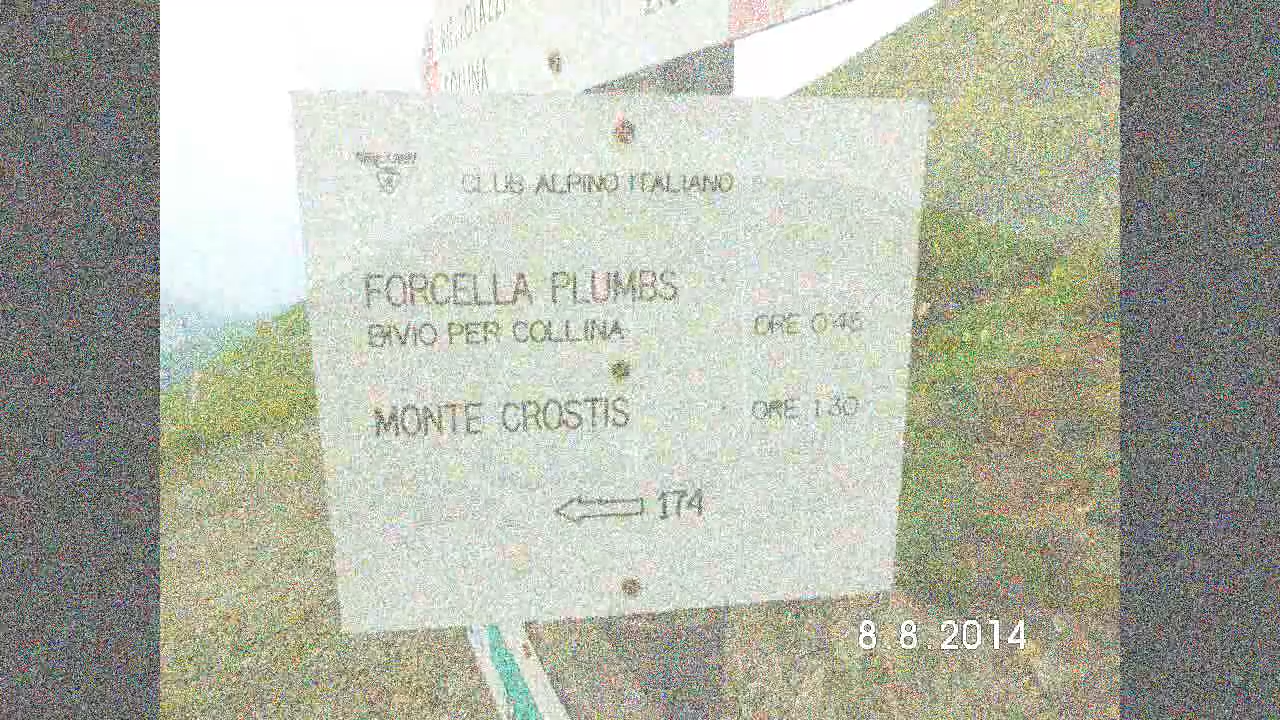 COLLINA
CLUB ALPINO ITALIANO
FORCELLA PLUMBS
BIVIO PER COLLINA ORE 0.45
MONTE CROSTIS ORE 1.30
174
8.8.2014